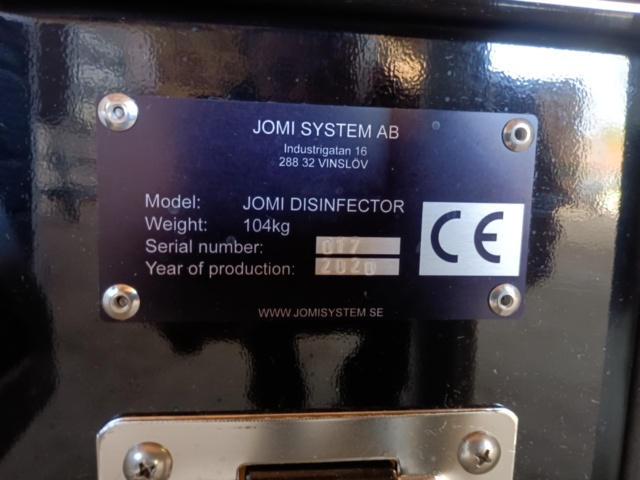 JOMI SYSTEM AB
Industrigatan 16
288 32 VINSLÖV
Model: JOMI DISINFECTOR
Weight: 104kg
Serial number: 017
Year of production: 2020
CE
WWW.JOMISYSTEM.SE